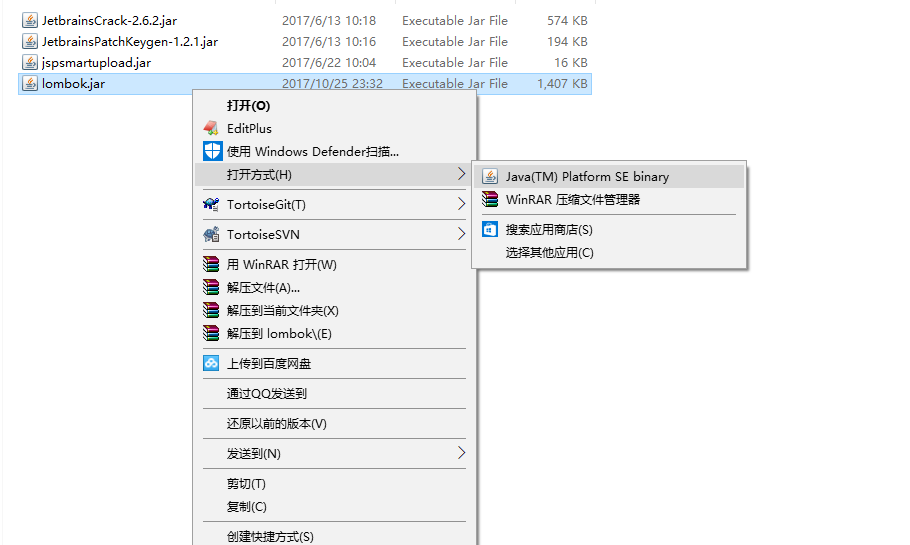 JetbrainsCrack-2.6.2.jar 2017/6/13 10:18 Executable Jar File 574 KB
JetbrainsPatchKeygen-1.2.1.jar 2017/6/13 10:16 Executable Jar File 194 KB
jspsmartupload.jar 2017/6/22 10:04 Executable Jar File 16 KB
lombok.jar 2017/10/25 23:32 Executable Jar File 1,407 KB
打开(O)
EditPlus
使用 Windows Defender扫描...
打开方式(H)
Java(TM) Platform SE binary
WinRAR 压缩文件管理器
搜索应用商店(S)
选择其他应用(C)
TortoiseGit(T)
TortoiseSVN
用 WinRAR 打开(W)
解压文件(A)...
解压到当前文件夹(X)
解压到 lombok\(E)
上传到百度网盘
通过QQ发送到
还原以前的版本(V)
发送到(N)
剪切(T)
复制(C)
创建快捷方式(S)